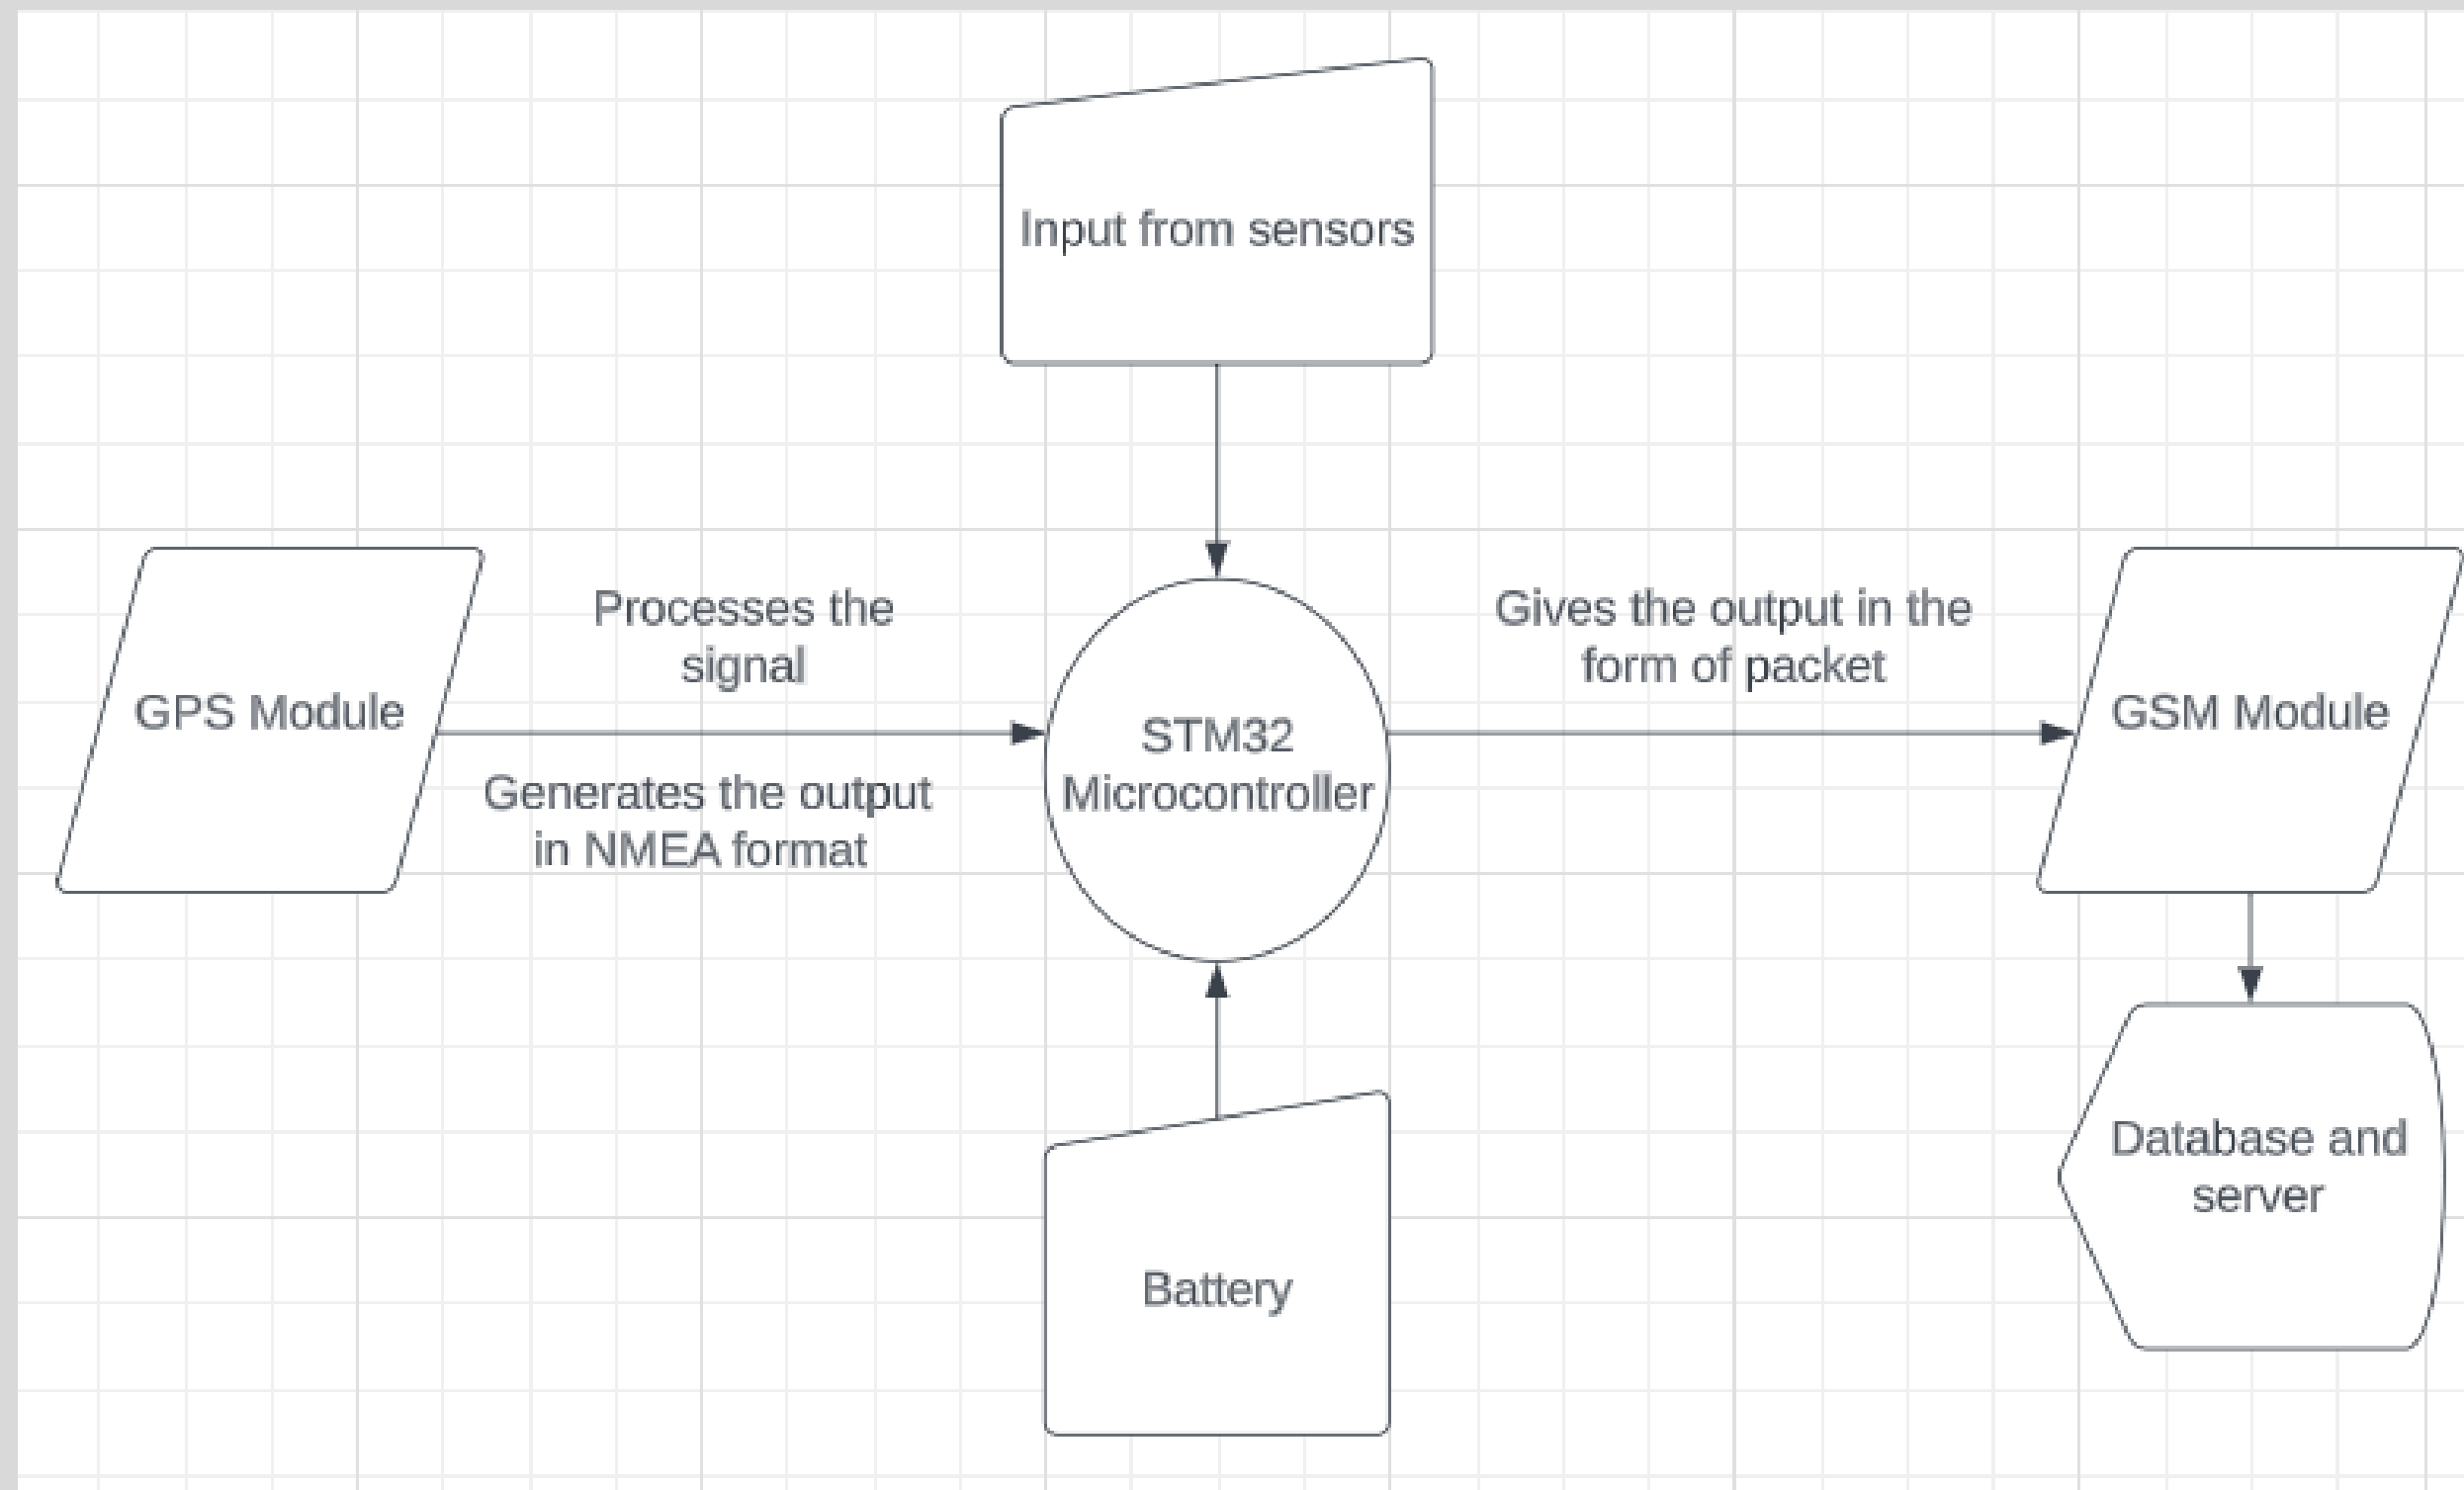 Input from sensors
Processes the
signal
Gives the output in the
form of packet
GPS Module
STM32
Microcontroller
GSM Module
Generates the output
in NMEA format
Database and
server
Battery